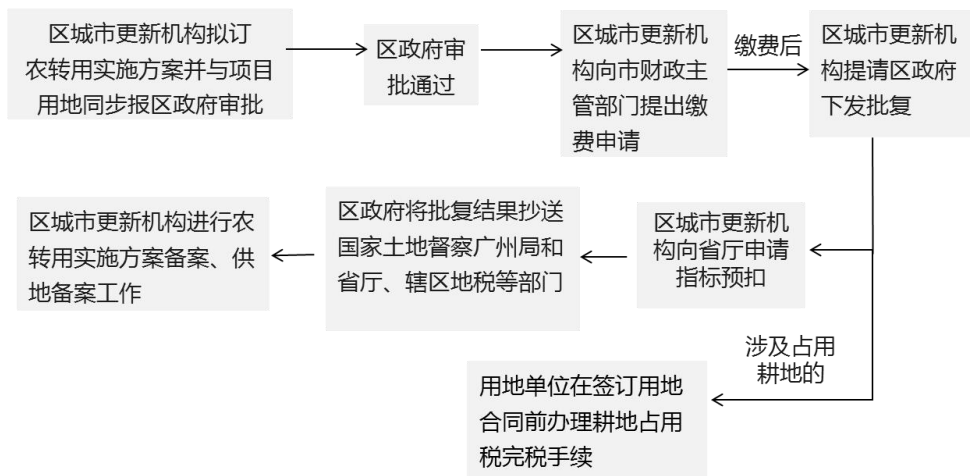 区城市更新机构拟订
农转用实施方案并与项目
用地同步报区政府审批
区政府审
批通过
区城市更新机
构向市财政主
管部门提出缴
费申请
缴费后
区城市更新机
构提请区政府
下发批复
区城市更新机
构向省厅申请
指标预扣
区政府将批复结果抄送
国家土地督察广州局和
省厅、辖区地税等部门
区城市更新机构进行农
转用实施方案备案、供
地备案工作
涉及占用
耕地的
用地单位在签订用地
合同前办理耕地占用
税完税手续